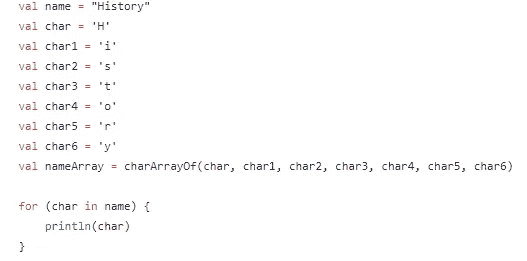 val name = "History"
val char = 'H'
val char1 = 'i'
val char2 = 's'
val char3 = 't'
val char4 = 'o'
val char5 = 'r'
val char6 = 'y'
val nameArray = charArrayOf(char, char1, char2, char3, char4, char5, char6)
for (char in name) {
    println(char)
}